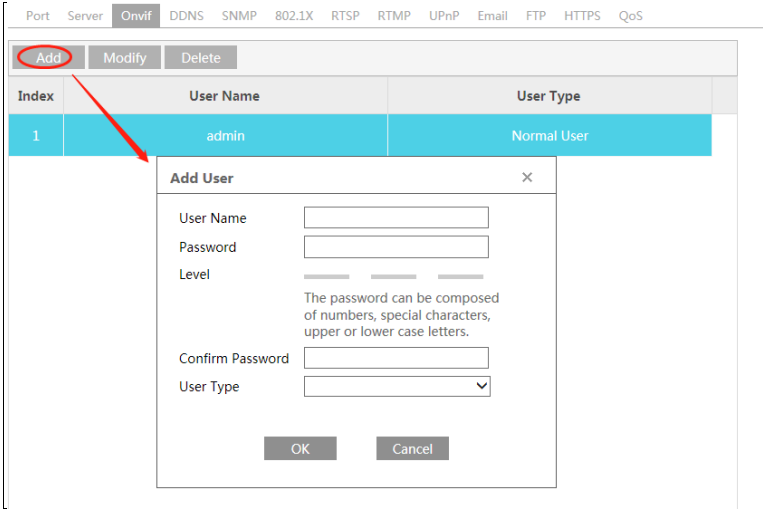 Port Server Onvif DDNS SNMP 802.1X RTSP RTMP UPnP Email FTP HTTPS QoS
Add Modify Delete
Index User Name User Type
1 admin Normal User
Add User ×
User Name
Password
Level
The password can be composed
of numbers, special characters,
upper or lower case letters.
Confirm Password
User Type
OK Cancel